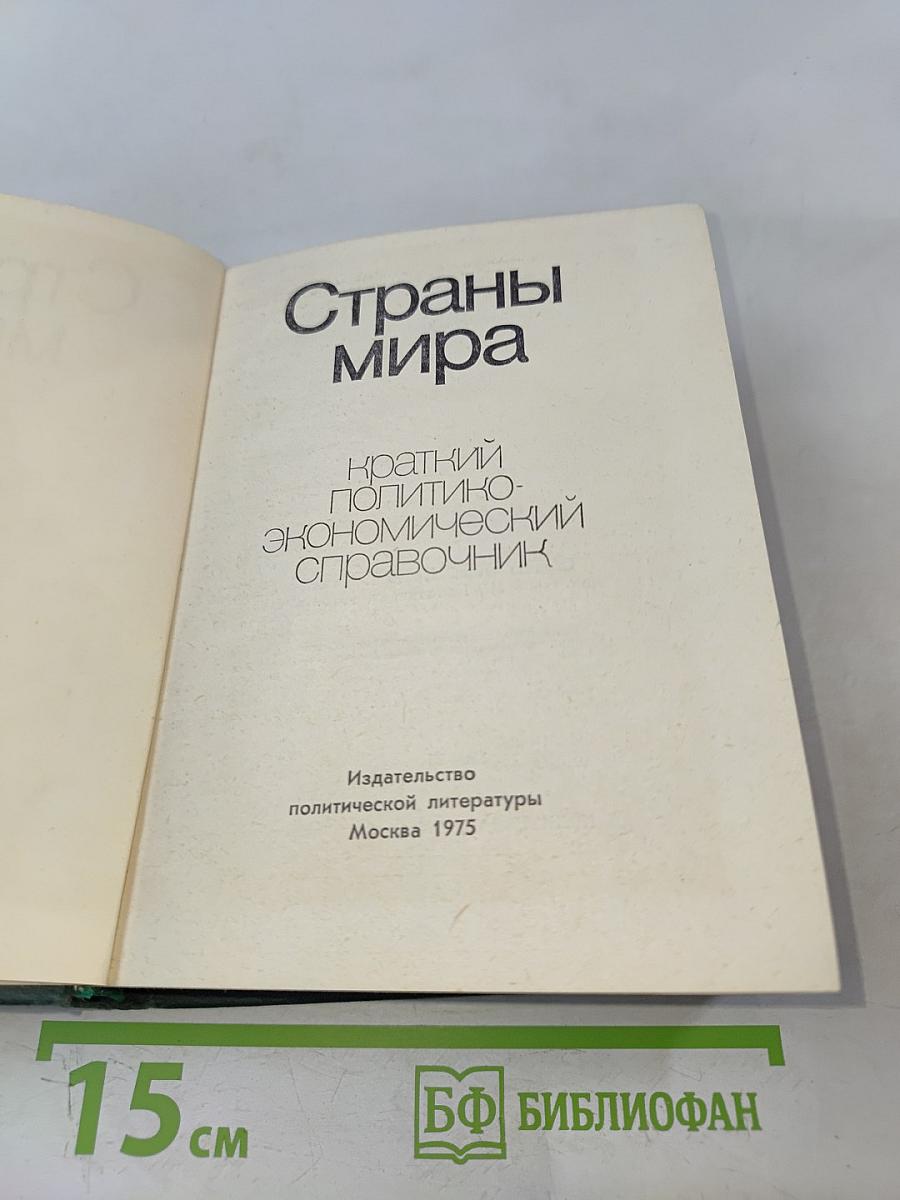 Страны
мира
краткий
политико-
экономический
справочник
Издательство
политической литературы
Москва 1975
15 см
БФ БИБЛИОФАН